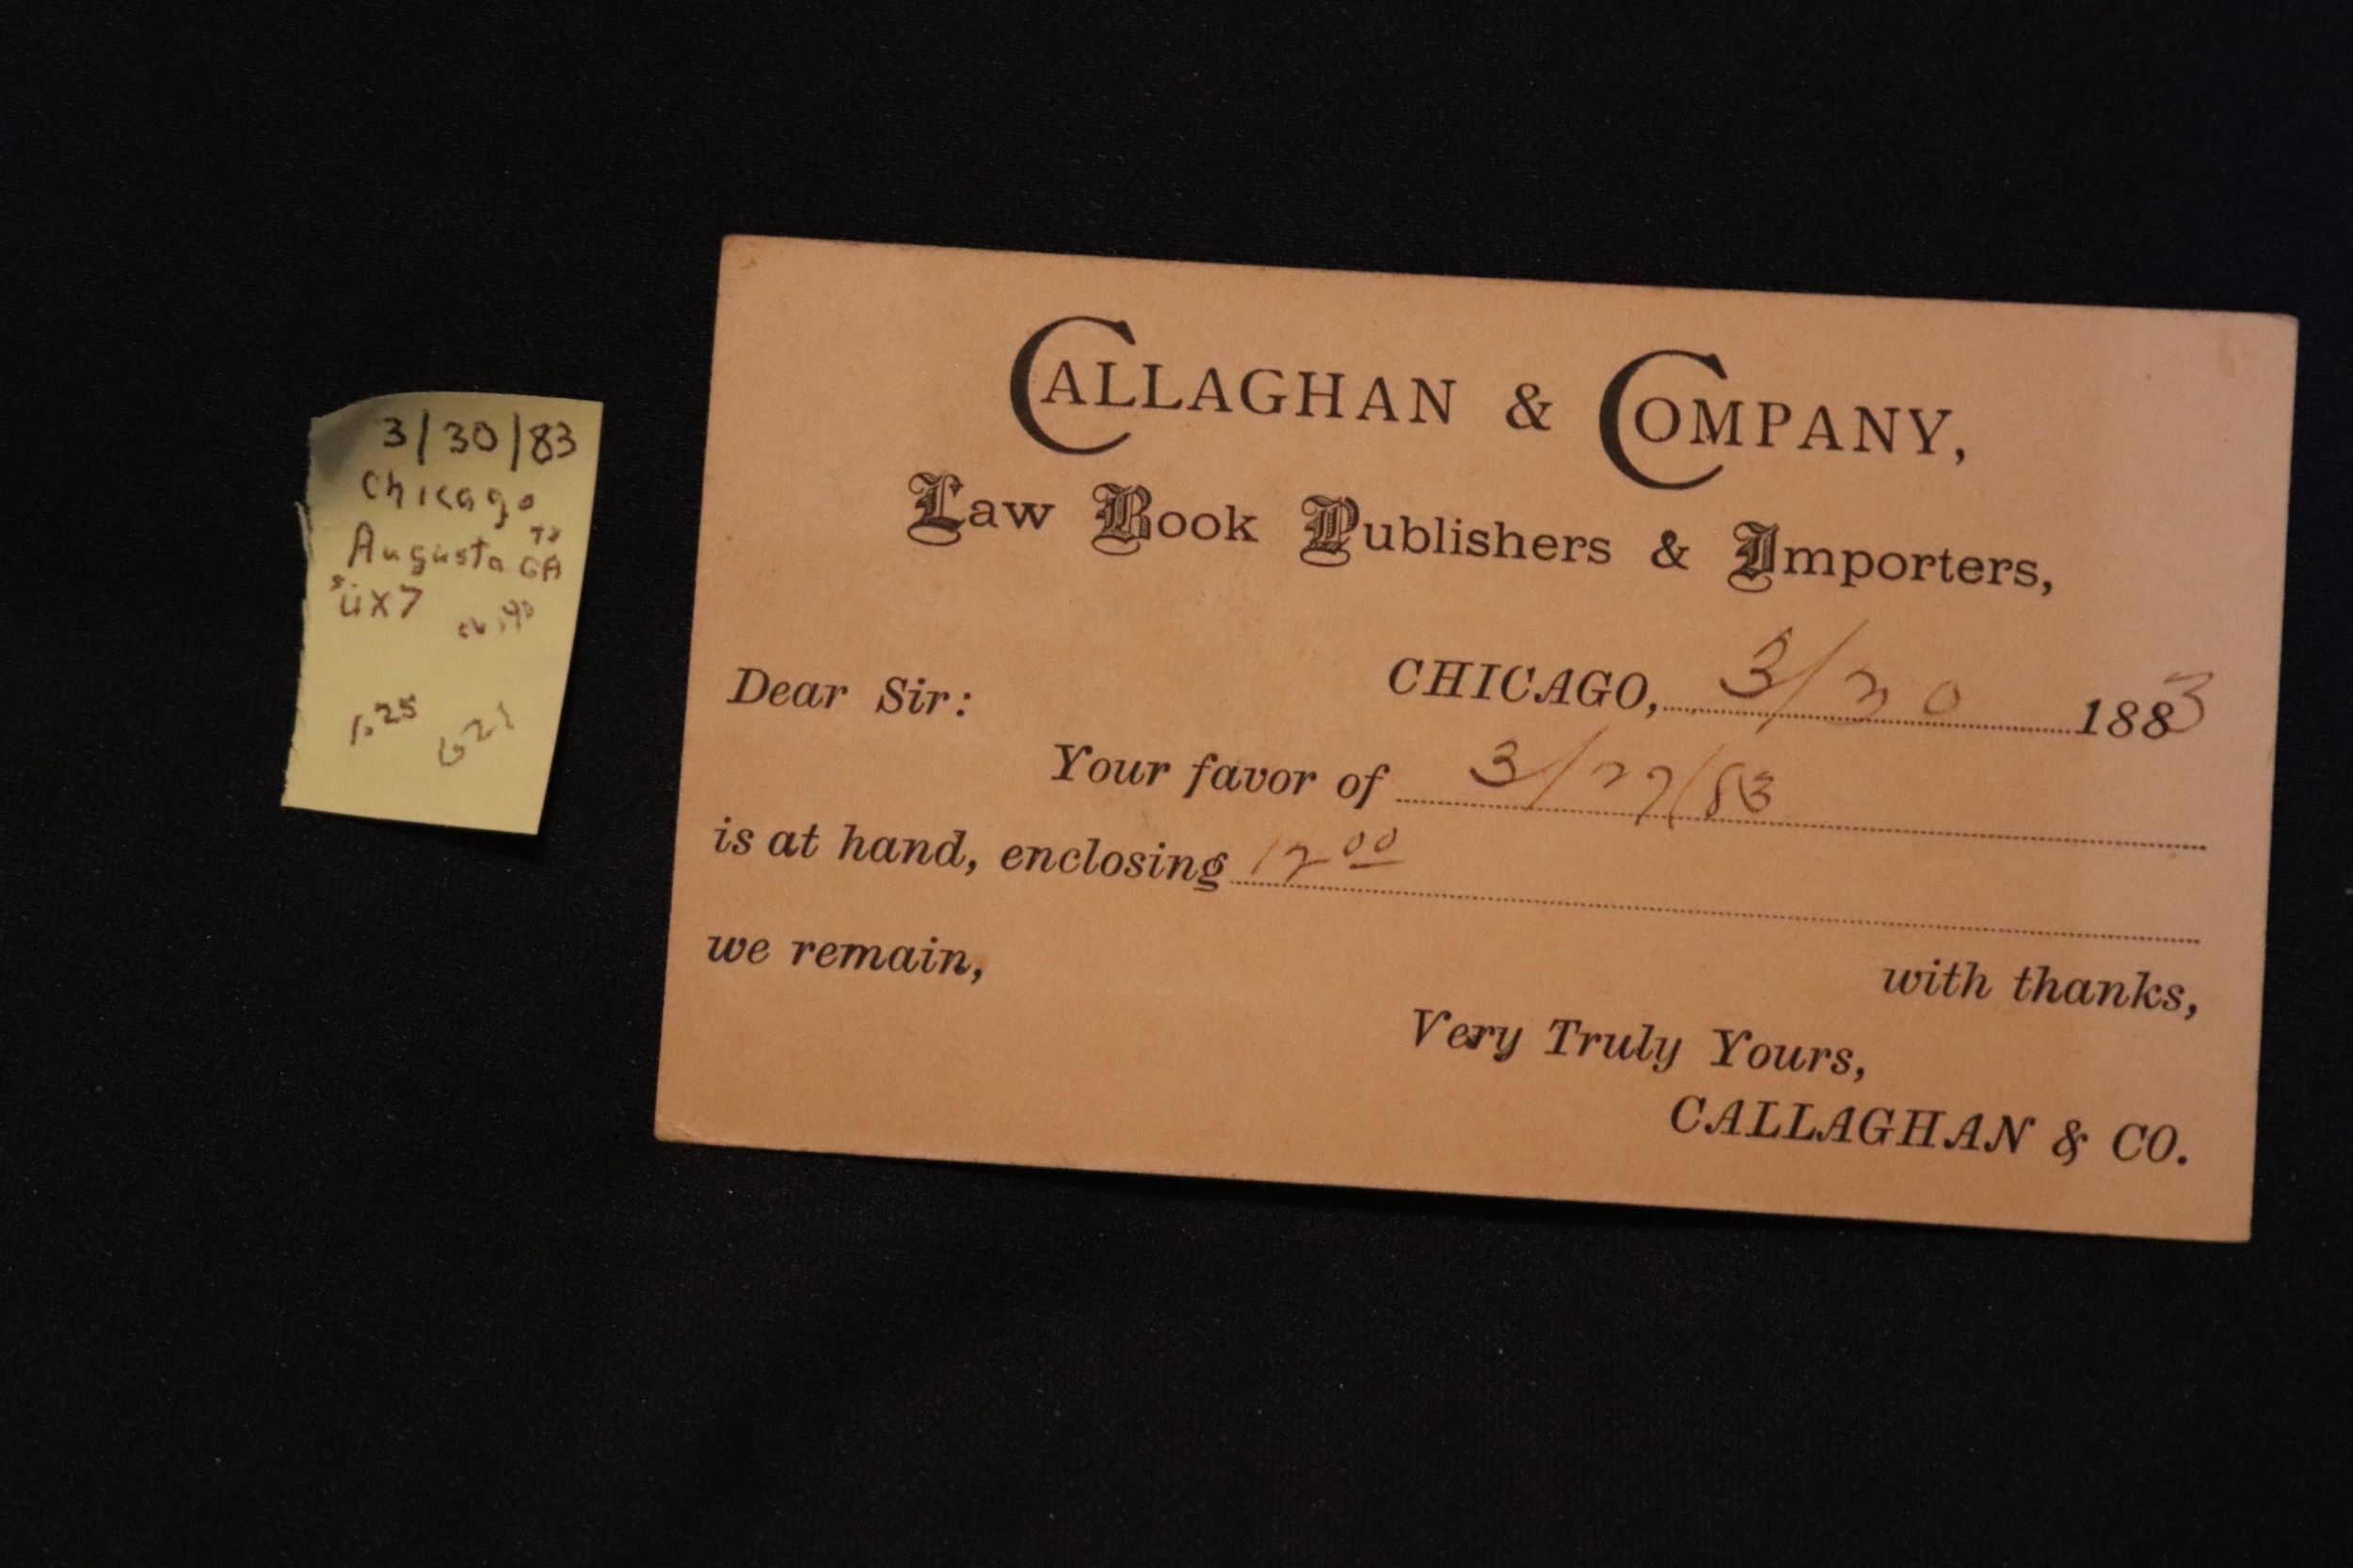 3/30/83
Chicago
TO
Augusta GA
UX7
1.25
621
CALLAGHAN & COMPANY,
Law Book Publishers & Importers,
CHICAGO, 3/30 1883
Dear Sir:
Your favor of 3/27/83
is at hand, enclosing 12 00
with thanks,
we remain,
Very Truly Yours,
CALLAGHAN & CO.